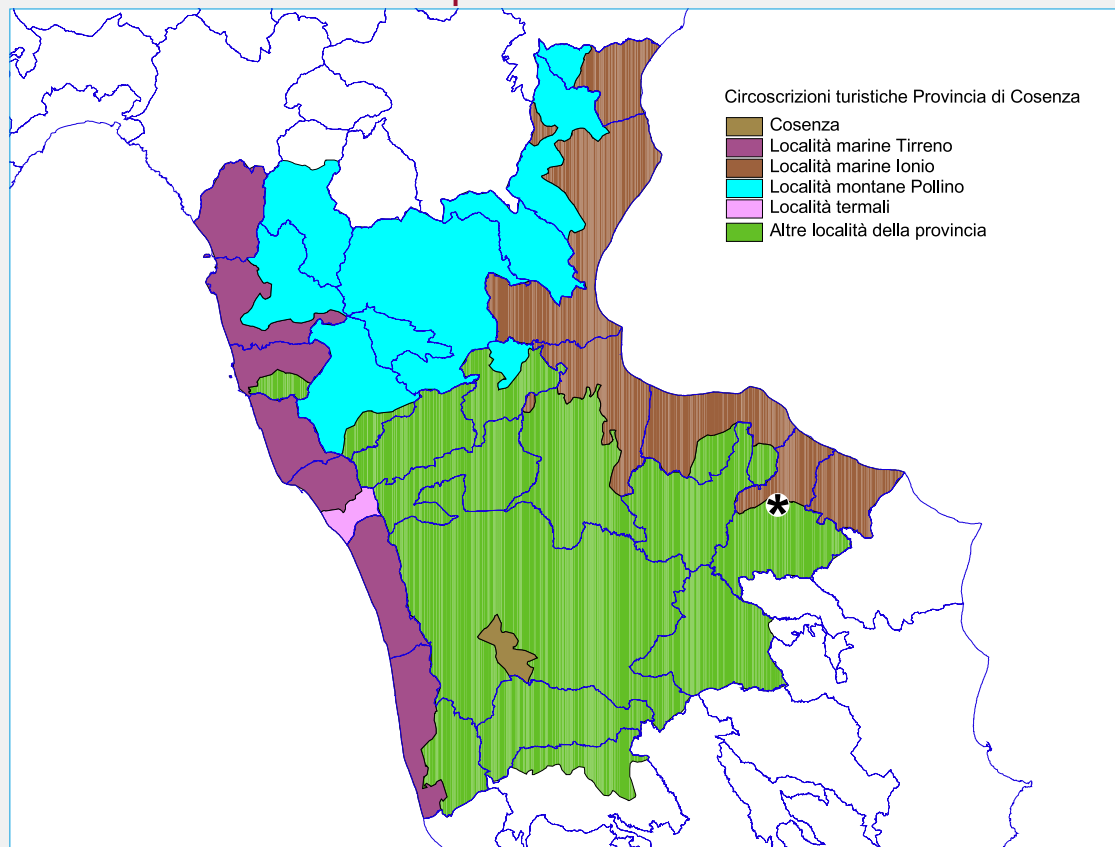 Circoscrizioni turistiche Provincia di Cosenza
Cosenza
Località marine Tirreno
Località marine Ionio
Località montane Pollino
Località termali
Altre località della provincia
*